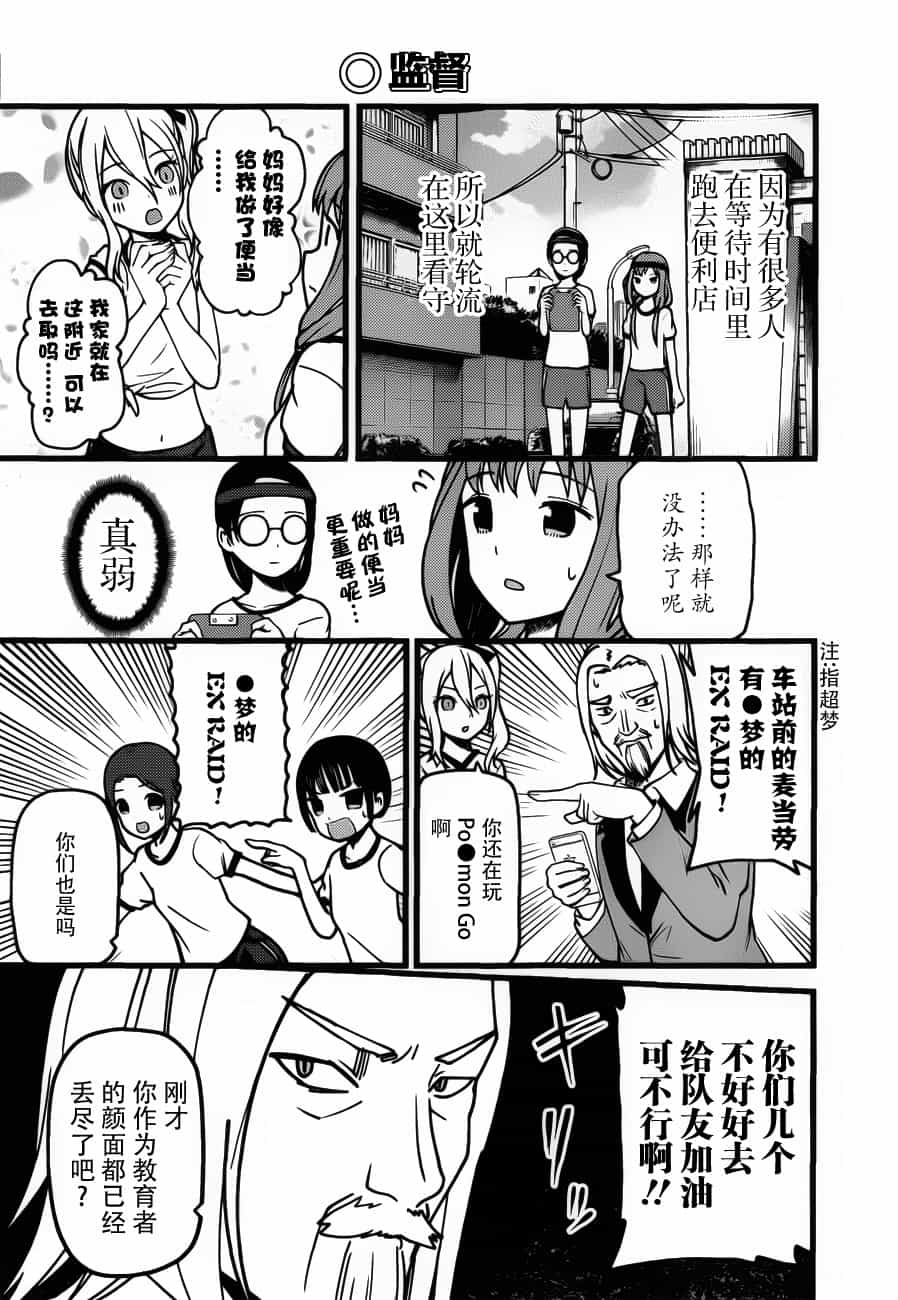 ◎监督
因为有很多人
在等待时间里
跑去便利店
所以就轮流
在这里看守
妈妈好像
给我做了便当
……
我家就在
这附近 可以
去取吗……?
……那样就
没办法了呢
妈妈
做的便当
更重要呢…
真弱
注:指超梦
车站前的麦当劳
有●梦的
EX RAID!
你还在玩
Po●mon Go
啊
●梦的
EX RAID!
你们也是吗
你们几个
不好好去
给队友加油
可不行啊!!
刚才
你作为教育者
的颜面都已经
丢尽了吧?